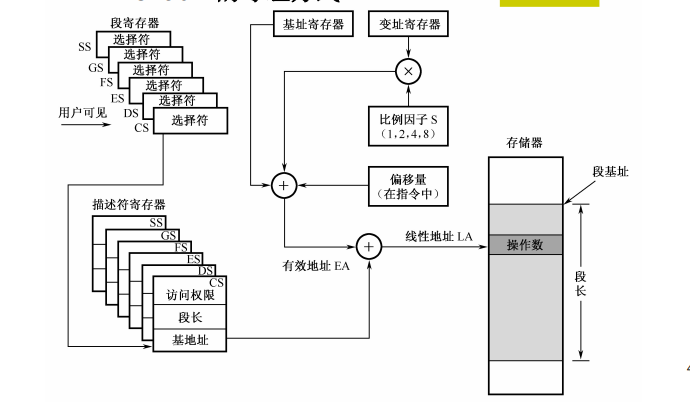 段寄存器
SS
选择符
GS
选择符
FS
选择符
ES
选择符
DS
选择符
CS
选择符
用户可见
基址寄存器
变址寄存器
×
比例因子 S
(1,2,4,8)
+
偏移量
(在指令中)
有效地址 EA
+
线性地址 LA
存储器
段基址
操作数
段长
描述符寄存器
SS
GS
FS
ES
DS
CS
访问权限
段长
基地址